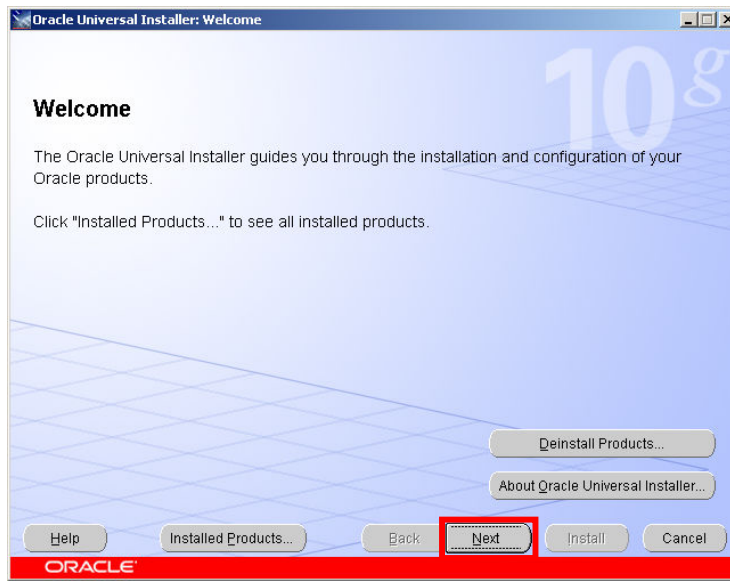 Oracle Universal Installer: Welcome
10g
Welcome
The Oracle Universal Installer guides you through the installation and configuration of your
Oracle products.
Click "Installed Products..." to see all installed products.
Deinstall Products...
About Oracle Universal Installer...
Help Installed Products... Back Next Install Cancel
ORACLE